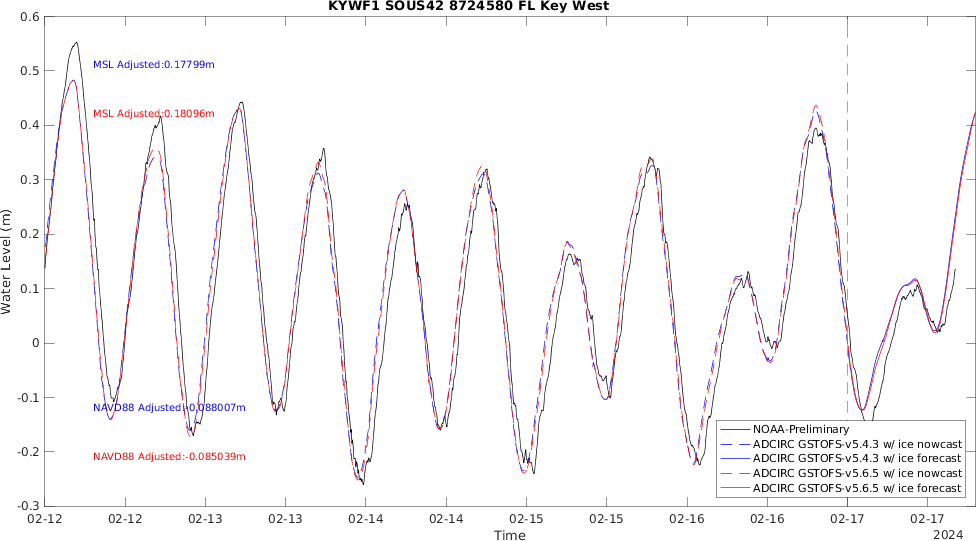 KYWF1 SOUS42 8724580 FL Key West
0.6
0.5
0.4
0.3
0.2
0.1
0
-0.1
-0.2
-0.3
Water Level (m)
MSL Adjusted:0.17799m
MSL Adjusted:0.18096m
NAVD88 Adjusted:-0.088007m
NAVD88 Adjusted:-0.085039m
NOAA-Preliminary
ADCIRC GSTOFS-v5.4.3 w/ ice nowcast
ADCIRC GSTOFS-v5.4.3 w/ ice forecast
ADCIRC GSTOFS-v5.6.5 w/ ice nowcast
ADCIRC GSTOFS-v5.6.5 w/ ice forecast
02-12 02-12 02-13 02-13 02-14 02-14 02-15 02-15 02-16 02-16 02-17 02-17
Time
2024